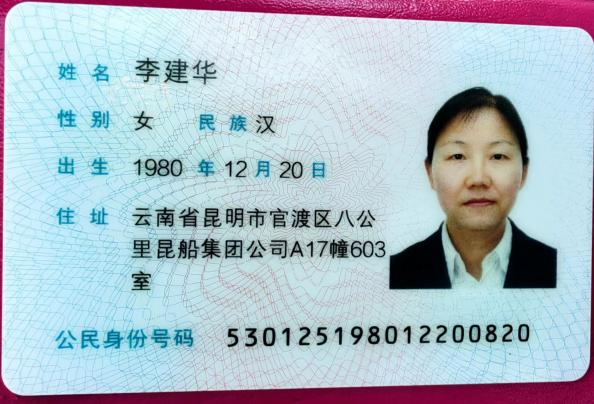 姓名 李建华
性别 女 民族 汉
出生 1980 年 12 月 20 日
住址 云南省昆明市官渡区八公
里昆船集团公司A17幢603
室
公民身份号码 530125198012200820